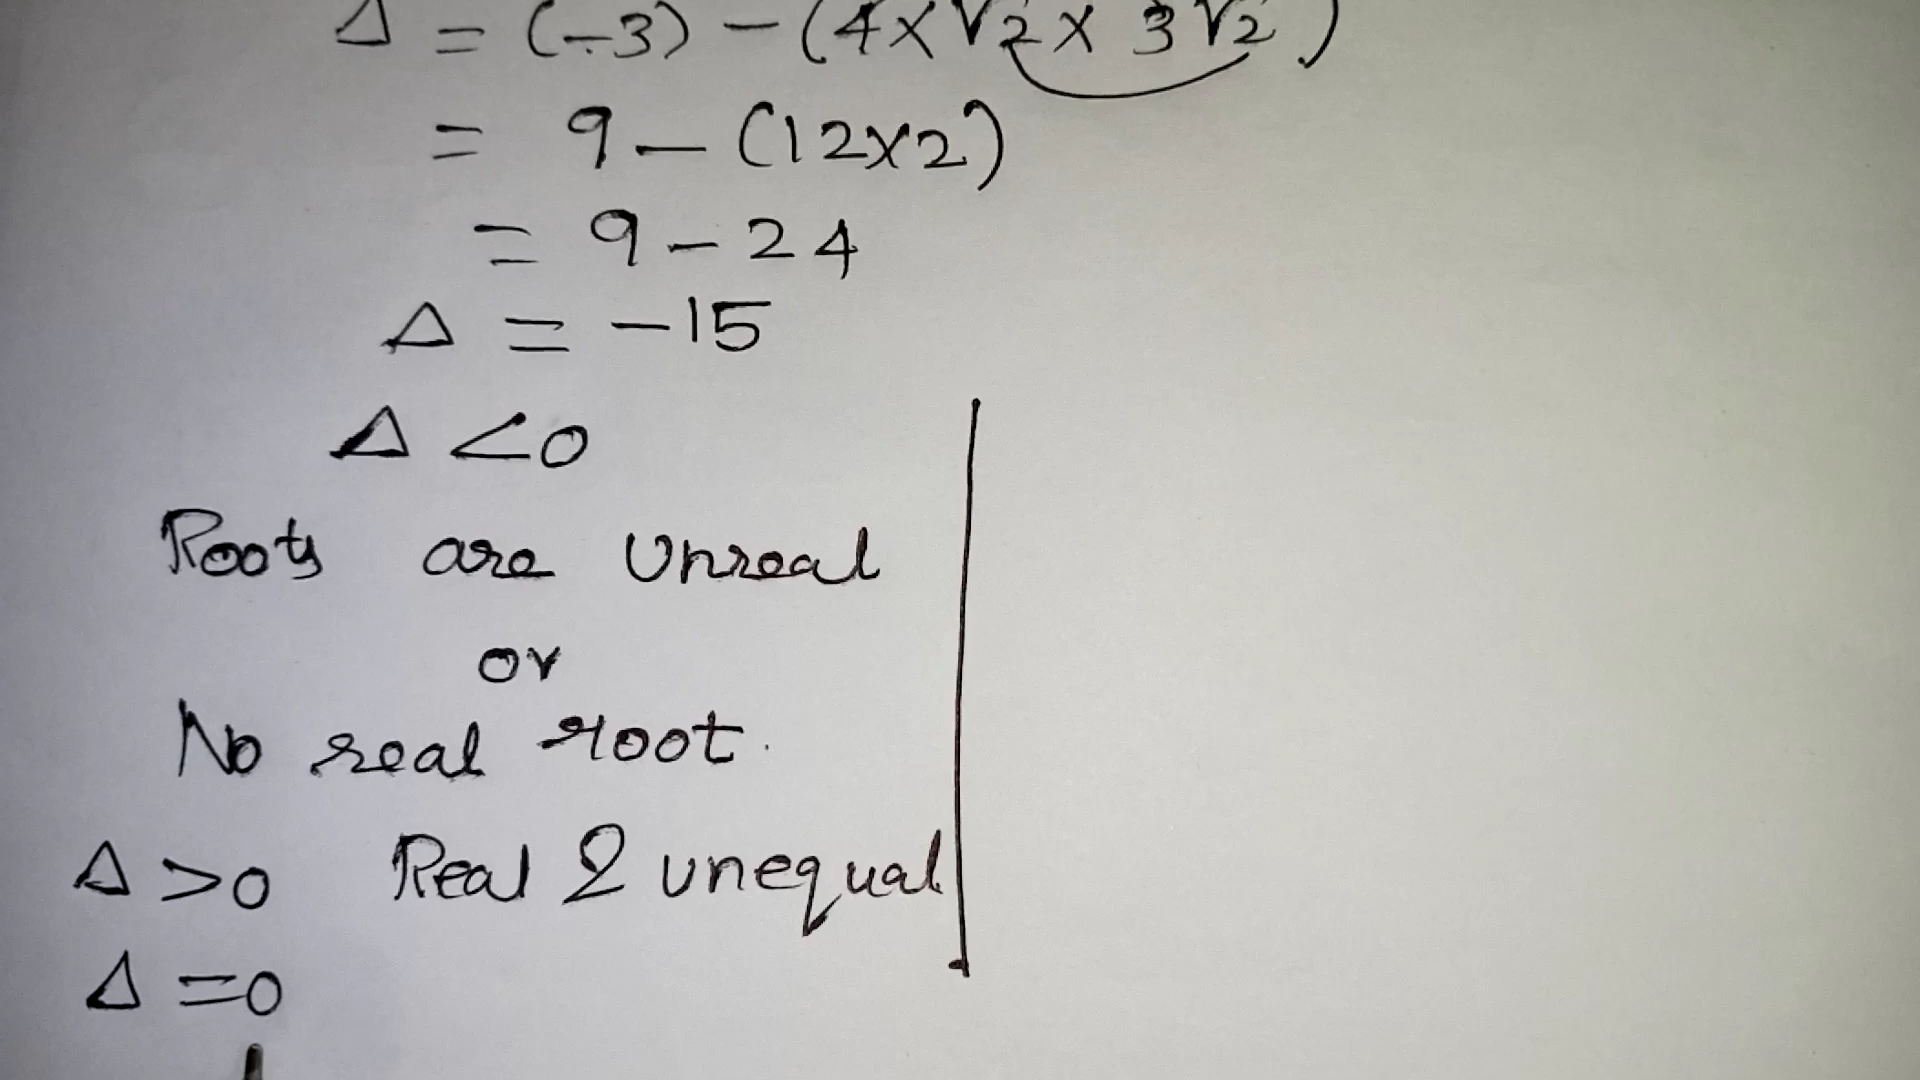 Δ = (-3) - (4×√2 × 3√2)
= 9 - (12×2)
= 9 - 24
Δ = -15
Δ <0
Roots are Unreal
or
No real root.
Δ >0 Real & unequal
Δ =0